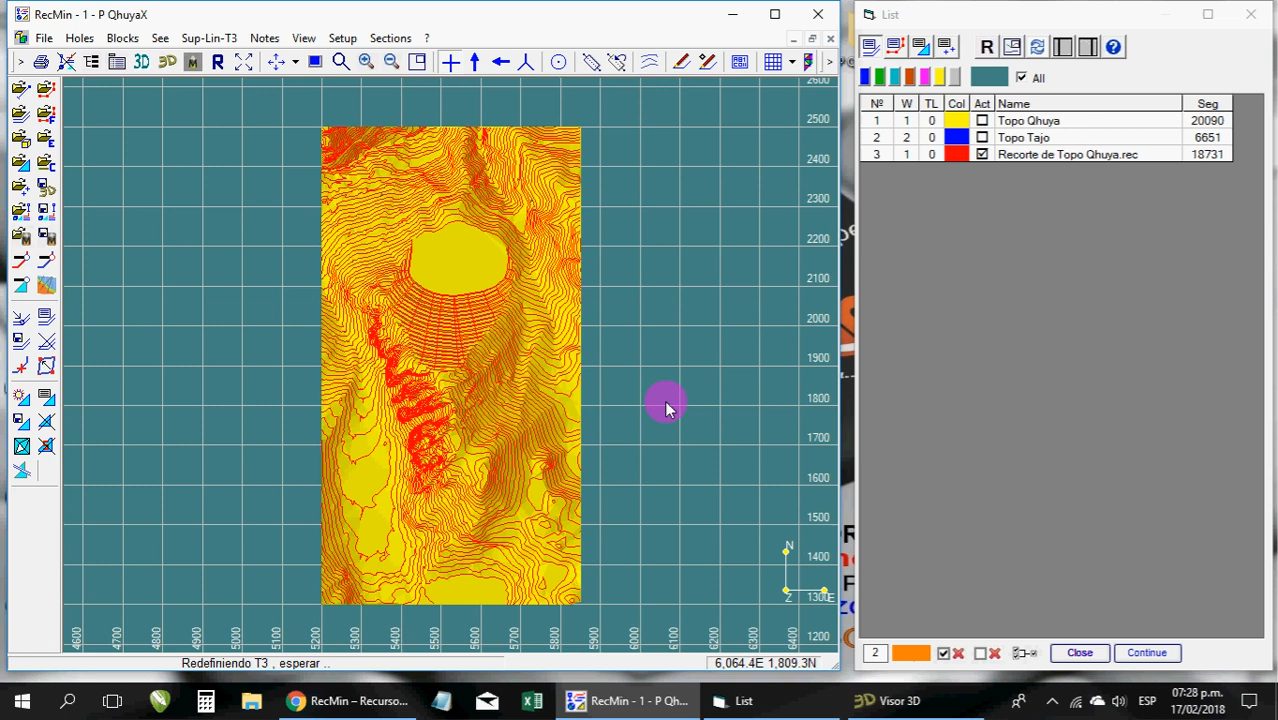 RecMin - 1 - P QhuyaX
File Holes Blocks See Sup-Lin-T3 Notes View Setup Sections ?
3D 3D M R
2600
2500
2400
2300
2200
2100
2000
1900
1800
1700
1600
1500
1400
1300
1200
N
Z E
4600 4700 4800 4900 5000 5100 5200 5300 5400 5500 5600 5700 5800 5900 6000 6100 6200 6300 6400
Redefiniendo T3 , esperar ..
6,064.4E 1,809.3N
List
R
All
Nº W TL Col Act Name Seg
1 1 0 Topo Qhuya 20090
2 2 0 Topo Tajo 6651
3 1 0 Recorte de Topo Qhuya.rec 18731
2 Close Continue
RecMin – Recurso...
RecMin - 1 - P Qh...
List
3D Visor 3D
ESP
07:28 p.m.
17/02/2018